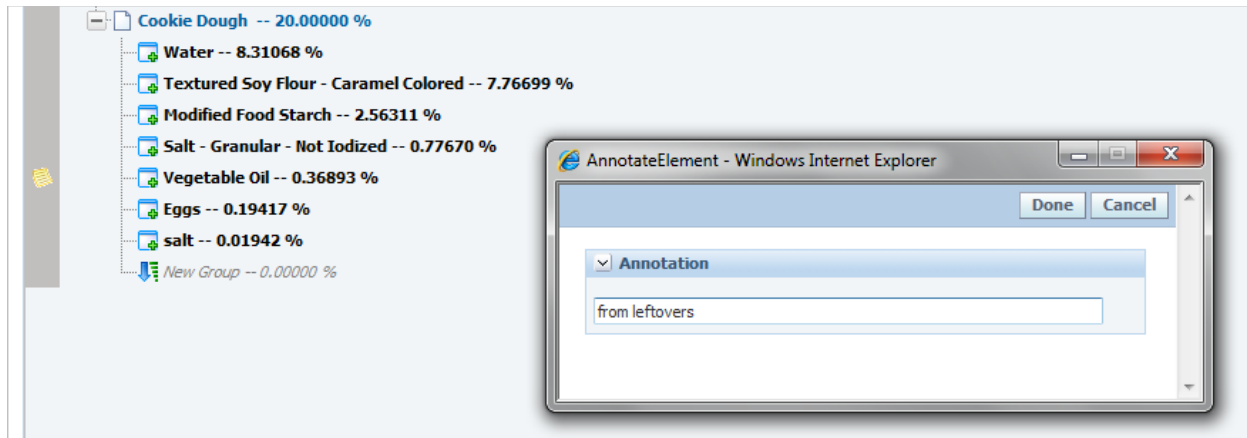 Cookie Dough -- 20.00000 %
Water -- 8.31068 %
Textured Soy Flour - Caramel Colored -- 7.76699 %
Modified Food Starch -- 2.56311 %
Salt - Granular - Not Iodized -- 0.77670 %
Vegetable Oil -- 0.36893 %
Eggs -- 0.19417 %
salt -- 0.01942 %
New Group -- 0.00000 %
AnnotateElement - Windows Internet Explorer
Done Cancel
Annotation
from leftovers